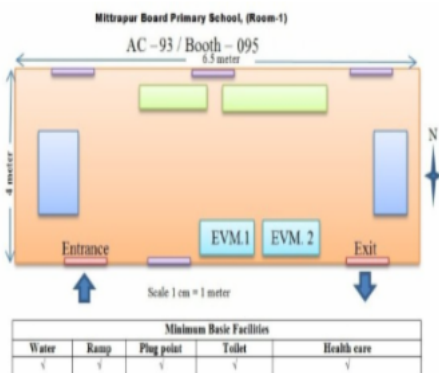 Mittrapur Board Primary School, (Room-1)
AC – 93 / Booth – 095
6.5 meter
4 meter
N
EVM.1 EVM. 2
Entrance Exit
Scale 1 cm = 1 meter
Minimum Basic Facilities
Water Ramp Plug point Toilet Health care
√ √ √ √ √